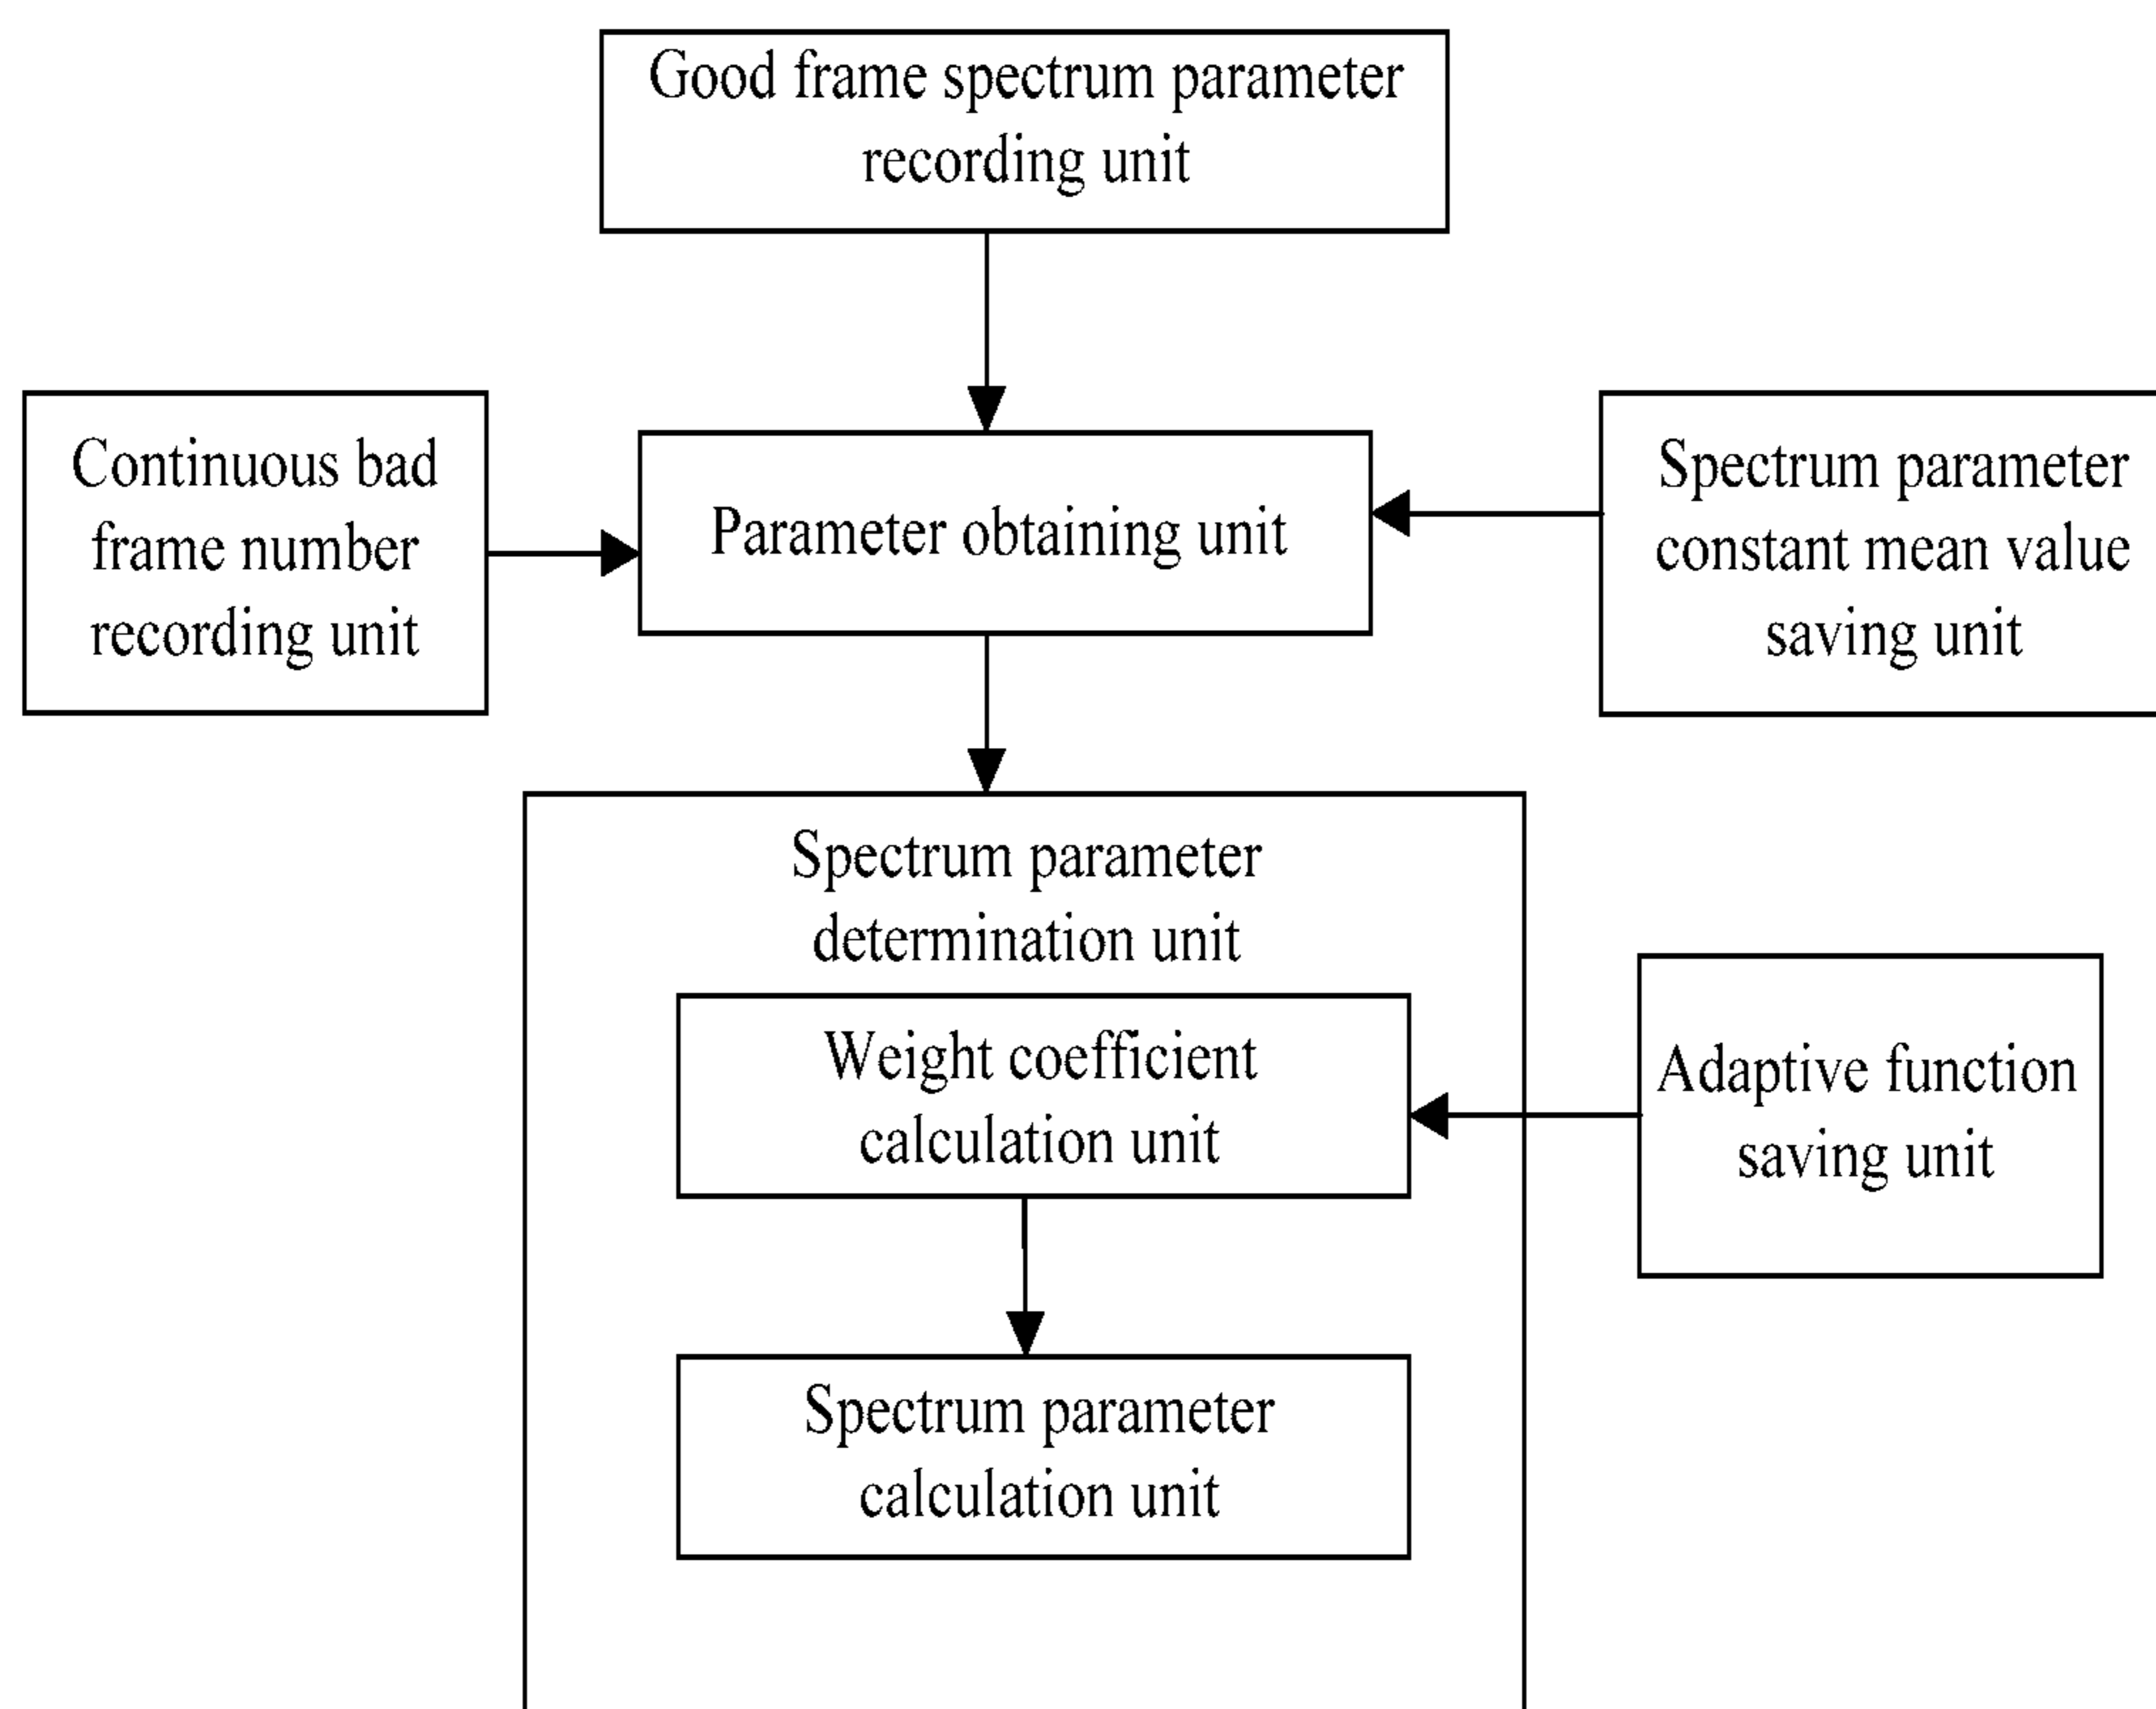 Good frame spectrum parameter
recording unit
Continuous bad
frame number
recording unit
Parameter obtaining unit
Spectrum parameter
constant mean value
saving unit
Spectrum parameter
determination unit
Weight coefficient
calculation unit
Adaptive function
saving unit
Spectrum parameter
calculation unit